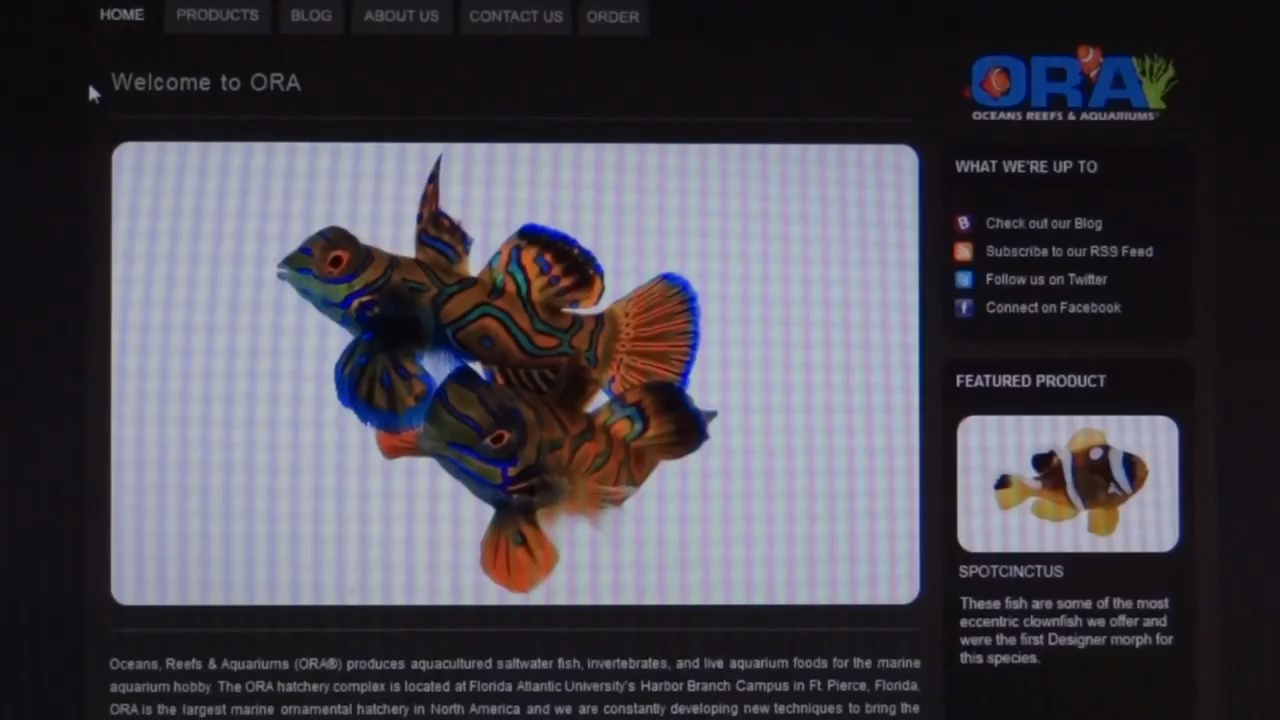 HOME PRODUCTS BLOG ABOUT US CONTACT US ORDER
Welcome to ORA
ORA
OCEANS REEFS & AQUARIUMS
WHAT WE'RE UP TO
Check out our Blog
Subscribe to our RSS Feed
Follow us on Twitter
Connect on Facebook
FEATURED PRODUCT
SPOTCINCTUS
These fish are some of the most
eccentric clownfish we offer and
were the first Designer morph for
this species.
Oceans, Reefs & Aquariums (ORA®) produces aquacultured saltwater fish, invertebrates, and live aquarium foods for the marine
aquarium hobby. The ORA hatchery complex is located at Florida Atlantic University's Harbor Branch Campus in Ft. Pierce, Florida.
ORA is the largest marine ornamental hatchery in North America and we are constantly developing new techniques to bring the